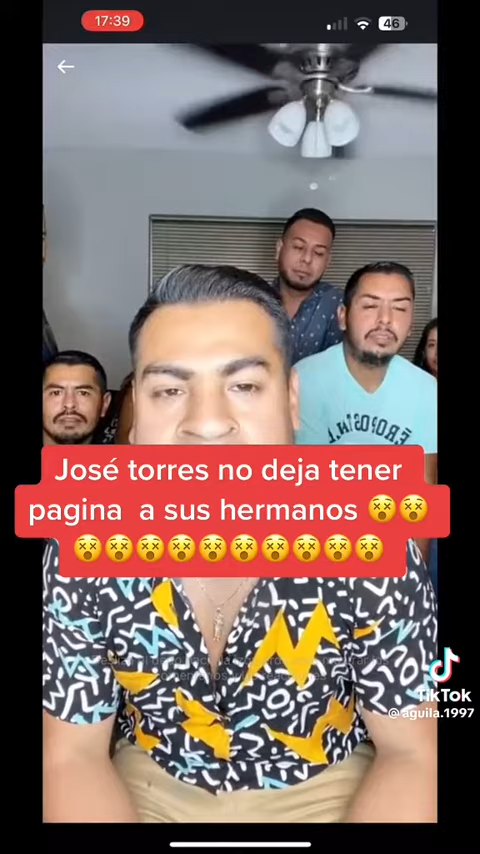 17:39
46
José torres no deja tener
pagina a sus hermanos 😵😵
😵😵😵😵😵😵😵😵😵😵
TikTok
@aguila.1997